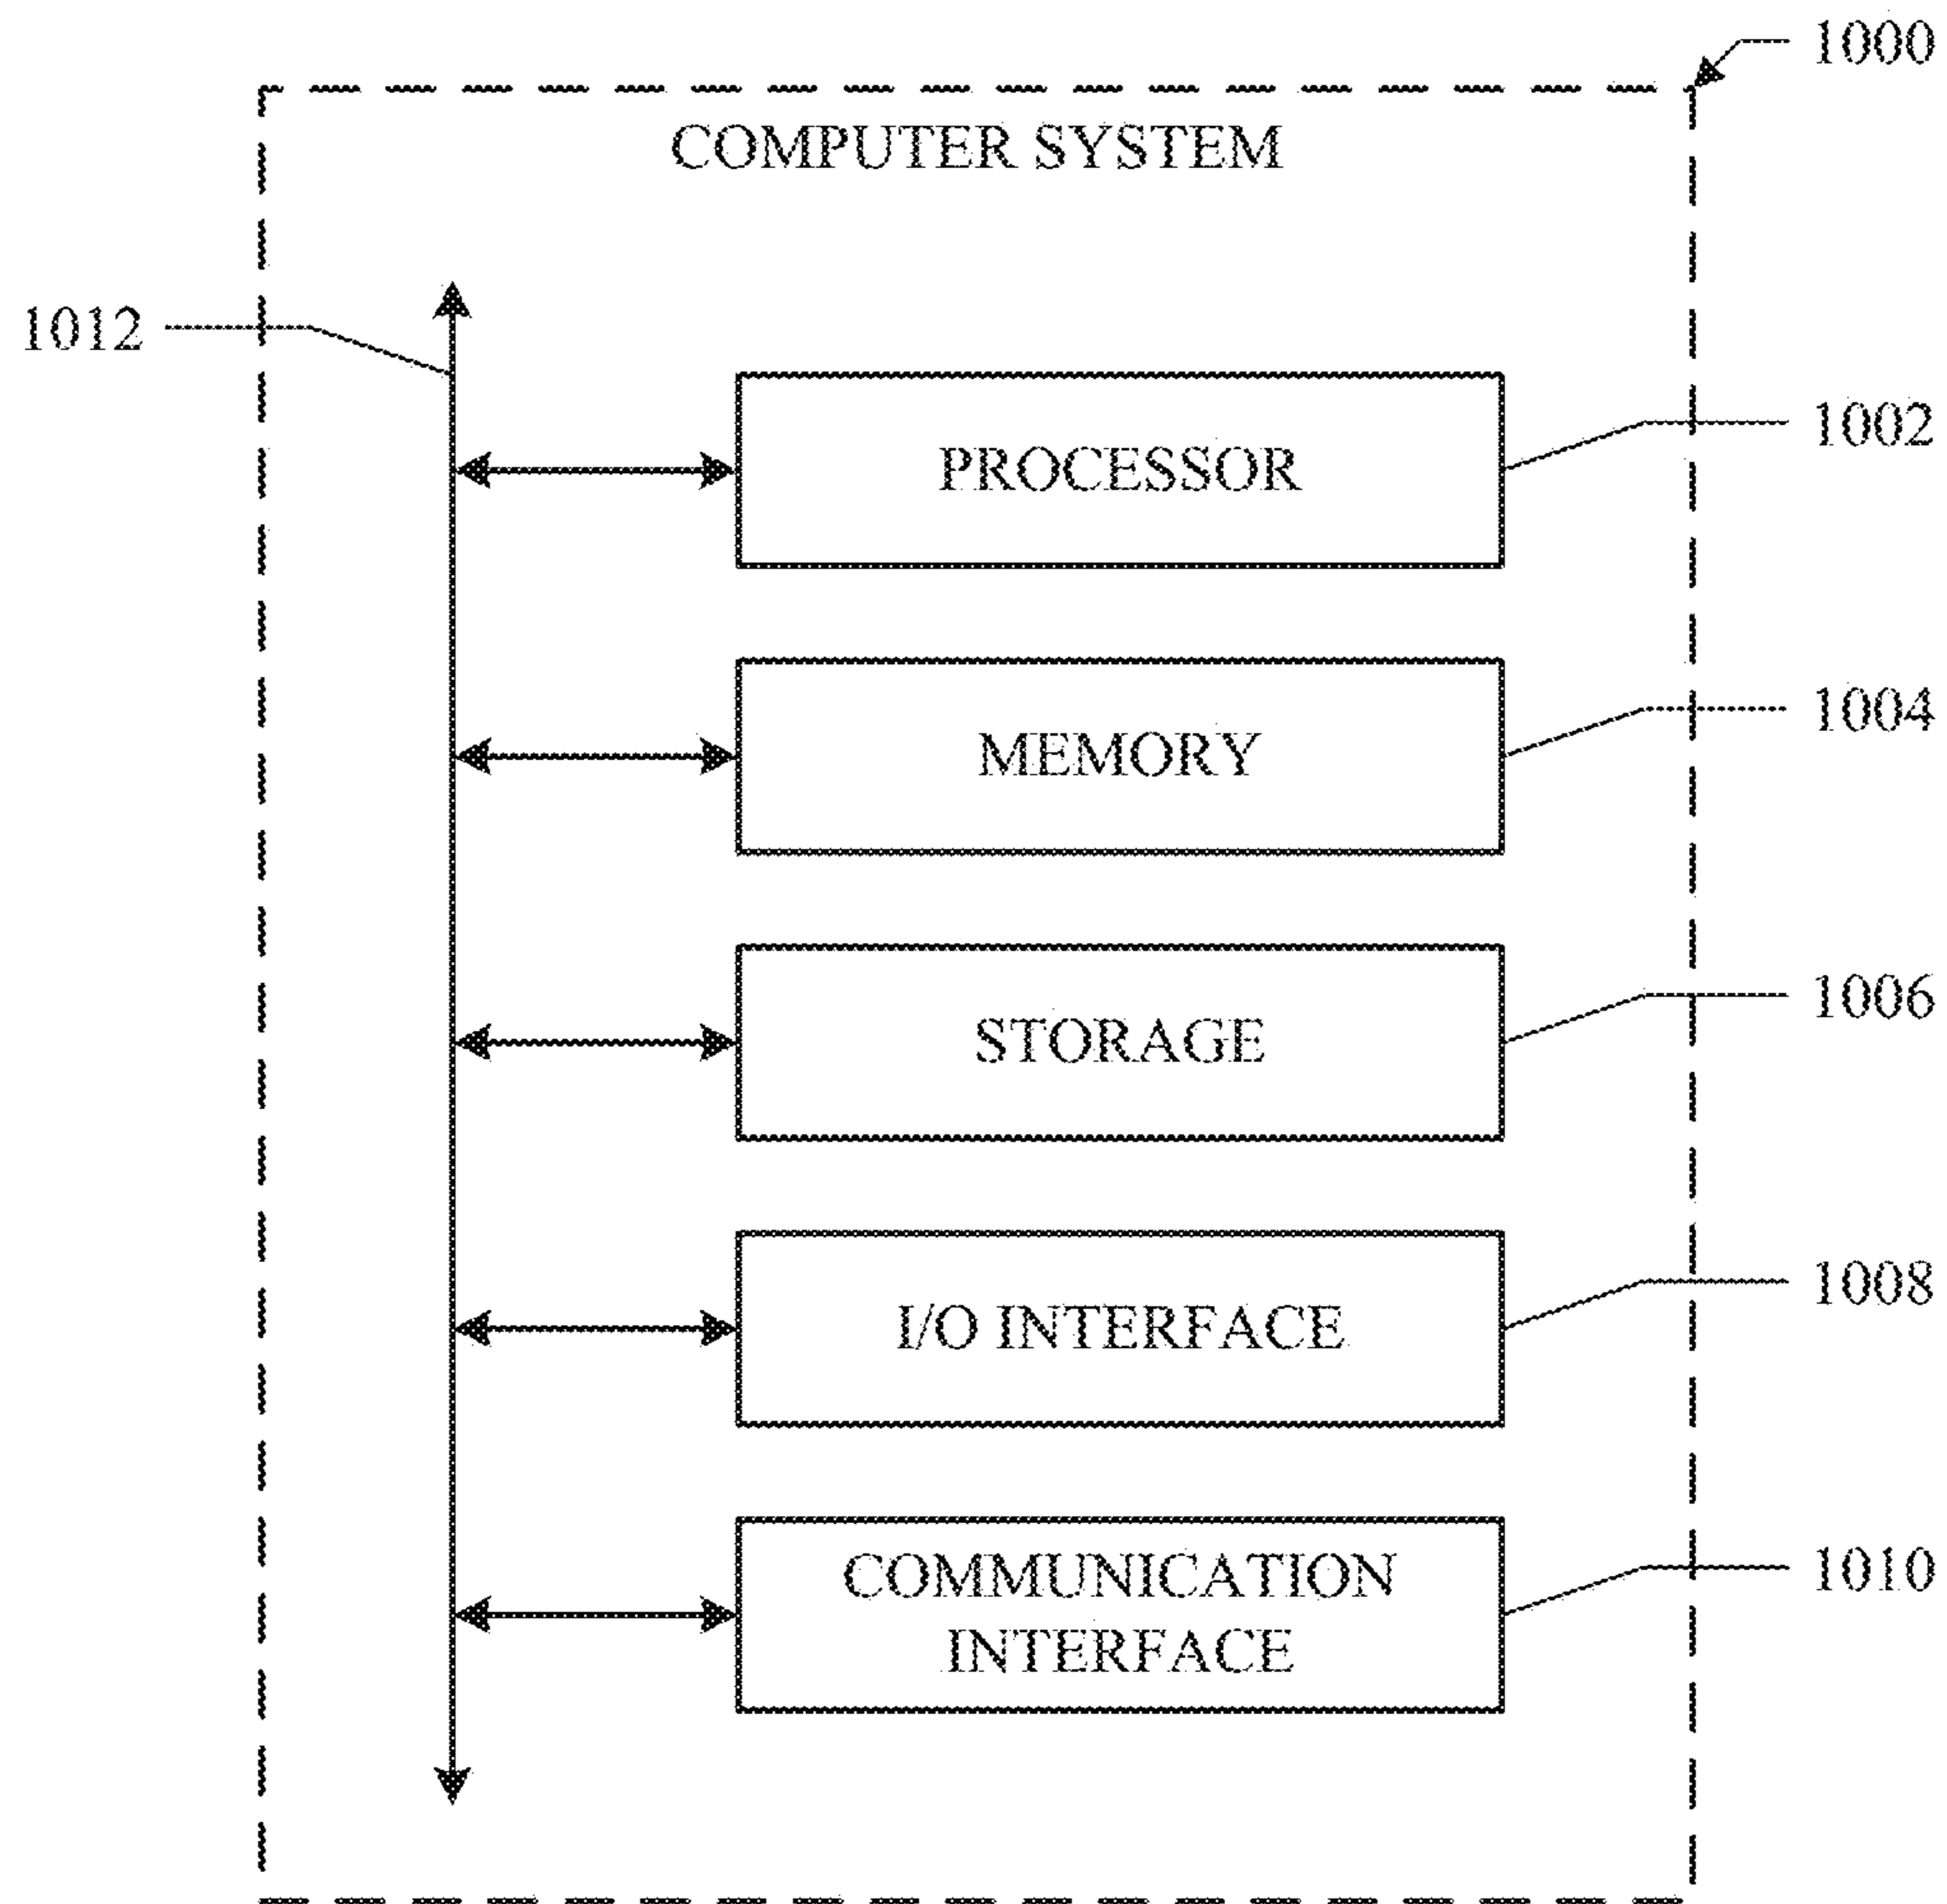 1000
COMPUTER SYSTEM
1012
PROCESSOR
1002
MEMORY
1004
STORAGE
1006
I/O INTERFACE
1008
COMMUNICATION
INTERFACE
1010